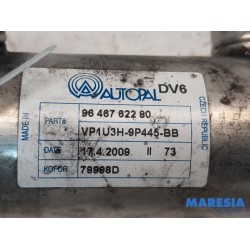 AUTOPAL DV6
PART# 96 467 622 80
VP1U3H-9P445-BB
DATE 17.4.2009 II 73
KOFOR 79998D
MADE IN
CZECH REPUBLIC
MARESIA